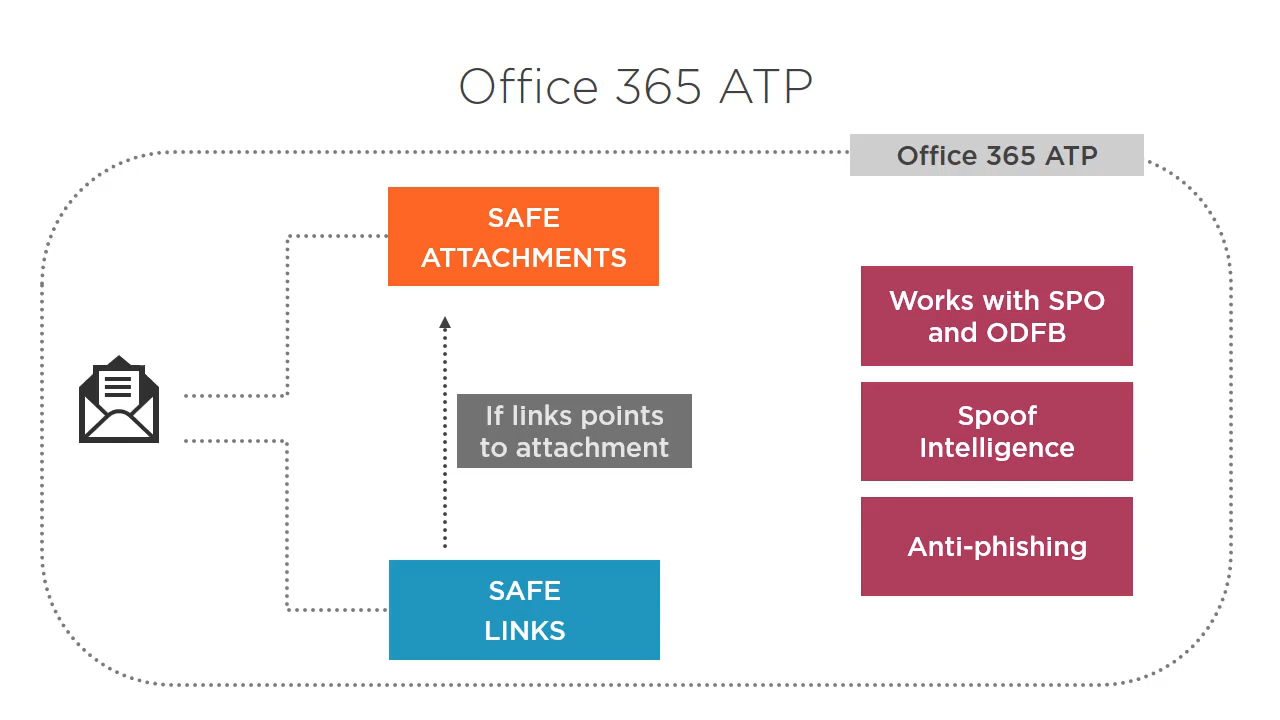 Office 365 ATP
Office 365 ATP
SAFE
ATTACHMENTS
Works with SPO
and ODFB
If links points
to attachment
Spoof
Intelligence
Anti-phishing
SAFE
LINKS